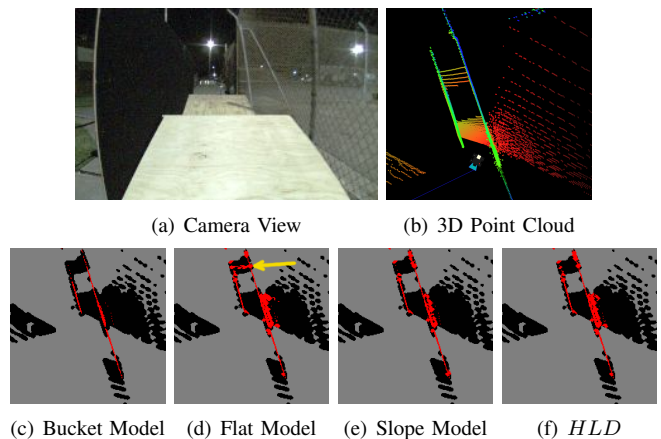 (a) Camera View
(b) 3D Point Cloud
(c) Bucket Model
(d) Flat Model
(e) Slope Model
(f) HLD